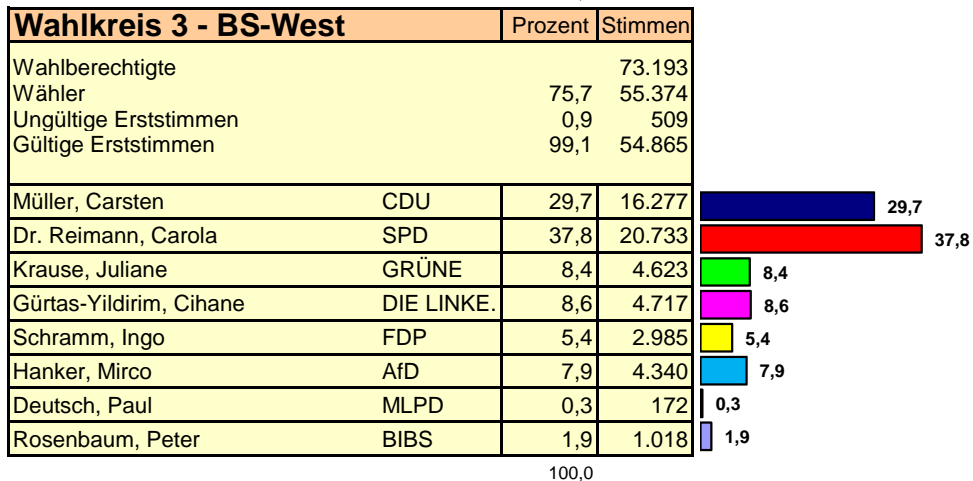 Wahlkreis 3 - BS-West Prozent Stimmen
Wahlberechtigte 73.193
Wähler 75,7 55.374
Ungültige Erststimmen 0,9 509
Gültige Erststimmen 99,1 54.865
Müller, Carsten CDU 29,7 16.277 29,7
Dr. Reimann, Carola SPD 37,8 20.733 37,8
Krause, Juliane GRÜNE 8,4 4.623 8,4
Gürtas-Yildirim, Cihane DIE LINKE. 8,6 4.717 8,6
Schramm, Ingo FDP 5,4 2.985 5,4
Hanker, Mirco AfD 7,9 4.340 7,9
Deutsch, Paul MLPD 0,3 172 0,3
Rosenbaum, Peter BIBS 1,9 1.018 1,9
100,0